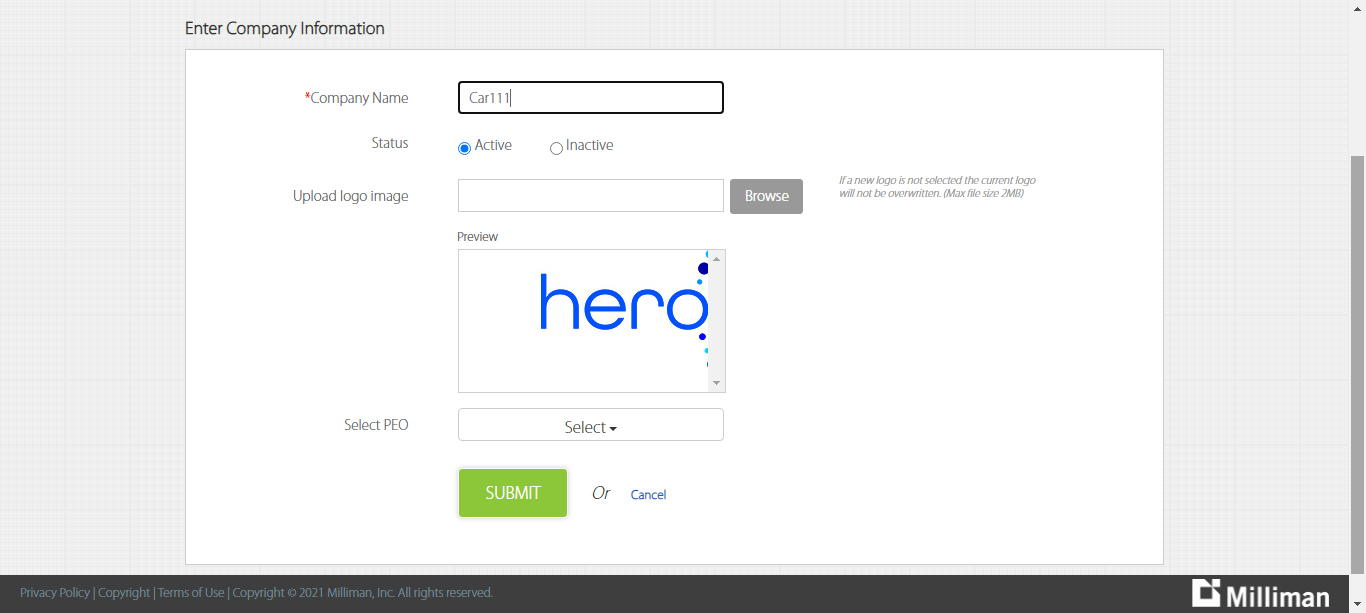 Enter Company Information
*Company Name
Car111
Status
Active
Inactive
Upload logo image
Browse
If a new logo is not selected the current logo
will not be overwritten. (Max file size 2MB)
Preview
hero
Select PEO
Select
SUBMIT
Or
Cancel
Privacy Policy | Copyright | Terms of Use | Copyright © 2021 Milliman, Inc. All rights reserved.
Milliman